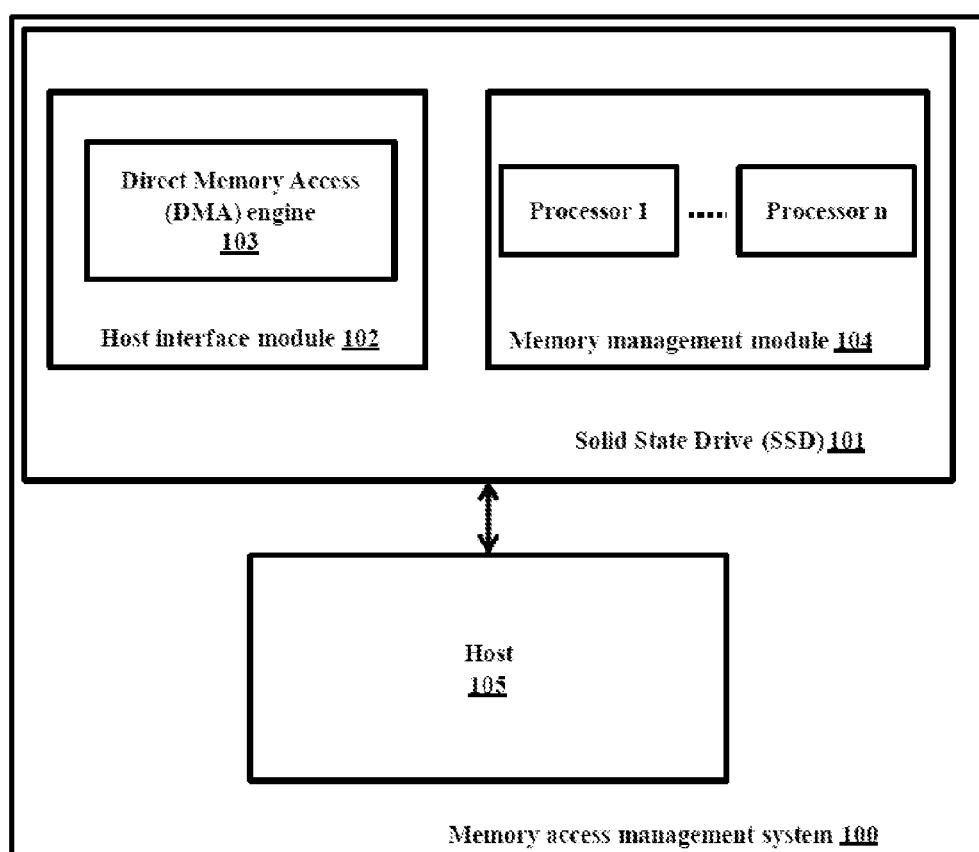 Direct Memory Access
(DMA) engine
103
Host interface module 102
Processor 1
Processor n
Memory management module 104
Solid State Drive (SSD) 101
Host
105
Memory access management system 100